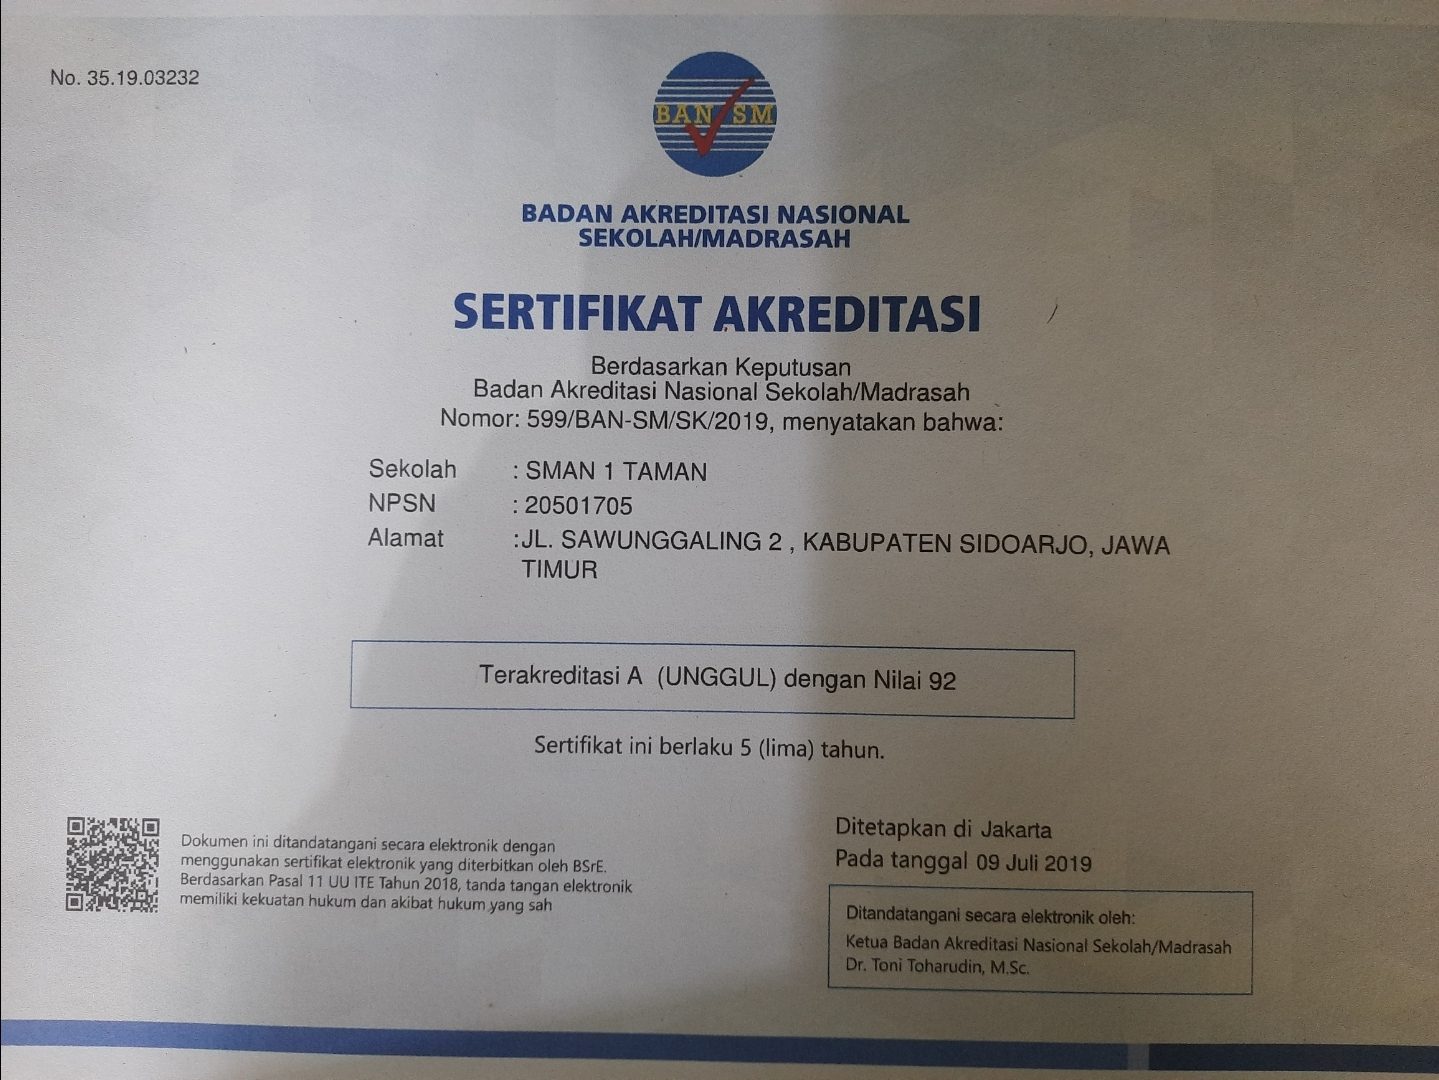 No. 35.19.03232
BAN SM
BADAN AKREDITASI NASIONAL
SEKOLAH/MADRASAH
SERTIFIKAT AKREDITASI
Berdasarkan Keputusan
Badan Akreditasi Nasional Sekolah/Madrasah
Nomor: 599/BAN-SM/SK/2019, menyatakan bahwa:
Sekolah : SMAN 1 TAMAN
NPSN : 20501705
Alamat :JL. SAWUNGGALING 2 , KABUPATEN SIDOARJO, JAWA
TIMUR
Terakreditasi A (UNGGUL) dengan Nilai 92
Sertifikat ini berlaku 5 (lima) tahun.
Dokumen ini ditandatangani secara elektronik dengan
menggunakan sertifikat elektronik yang diterbitkan oleh BSrE.
Berdasarkan Pasal 11 UU ITE Tahun 2018, tanda tangan elektronik
memiliki kekuatan hukum dan akibat hukum yang sah
Ditetapkan di Jakarta
Pada tanggal 09 Juli 2019
Ditandatangani secara elektronik oleh:
Ketua Badan Akreditasi Nasional Sekolah/Madrasah
Dr. Toni Toharudin, M.Sc.